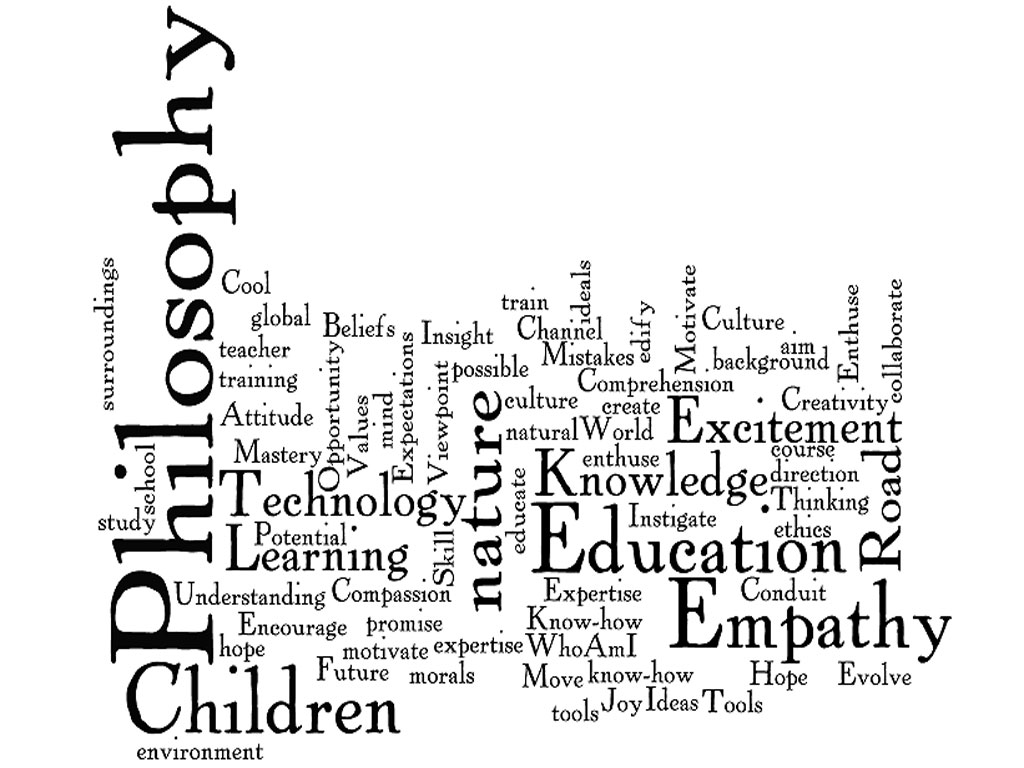 Philosophy
surroundings
Cool
global
Beliefs
Insight
train
ideals
Channel
edify
Motivate
Culture
Enthuse
collaborate
teacher
Opportunity
Expectations
possible
Mistakes
background
aim
training
Values
mind
Viewpoint
nature
culture
Comprehension
create
Creativity
Attitude
natural
World
Excitement
Road
school
Mastery
Knowledge
enthuse
course
direction
study
Technology
educate
Thinking
Potential
Learning
Skill
Education
Instigate
ethics
Understanding
Compassion
Expertise
Empathy
Conduit
Encourage
promise
Know-how
hope
motivate
expertise
WhoAmI
Children
Future
morals
Move
know-how
Hope
Evolve
tools
Joy
Ideas
Tools
environment